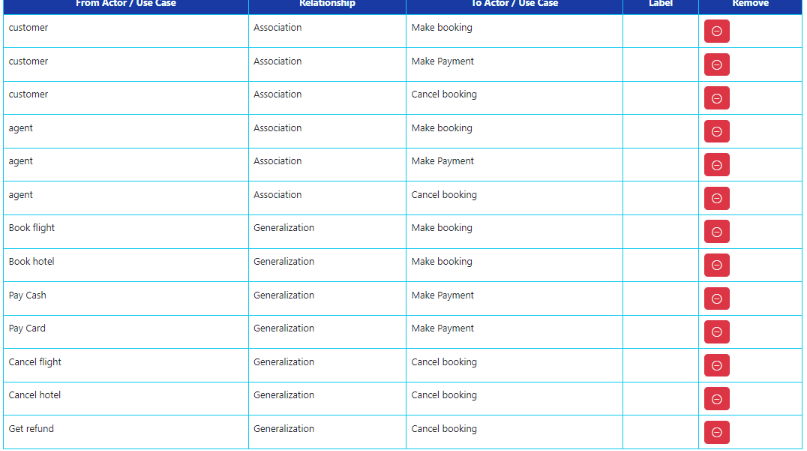 From Actor / Use Case Relationship To Actor / Use Case Label Remove
customer Association Make booking
customer Association Make Payment
customer Association Cancel booking
agent Association Make booking
agent Association Make Payment
agent Association Cancel booking
Book flight Generalization Make booking
Book hotel Generalization Make booking
Pay Cash Generalization Make Payment
Pay Card Generalization Make Payment
Cancel flight Generalization Cancel booking
Cancel hotel Generalization Cancel booking
Get refund Generalization Cancel booking